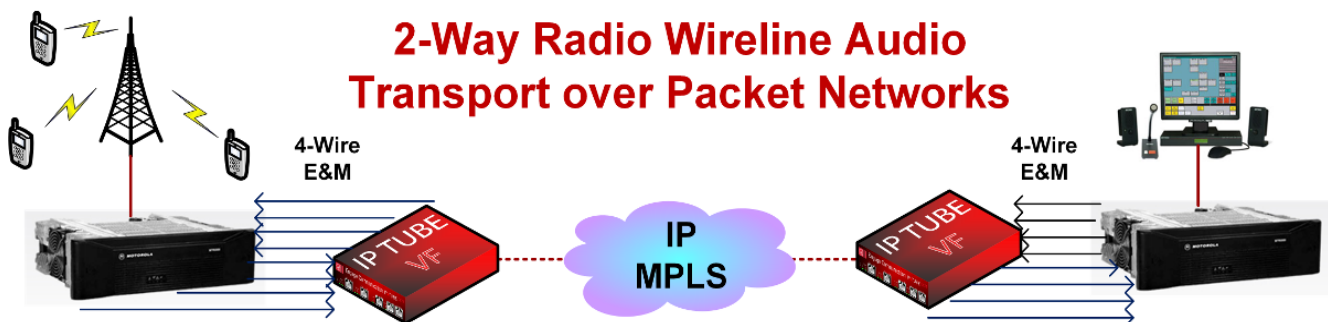 2-Way Radio Wireline Audio
Transport over Packet Networks
4-Wire
E&M
4-Wire
E&M
IP TUBE
VF
IP
MPLS
IP TUBE
VF
MOTOROLA
MOTOROLA